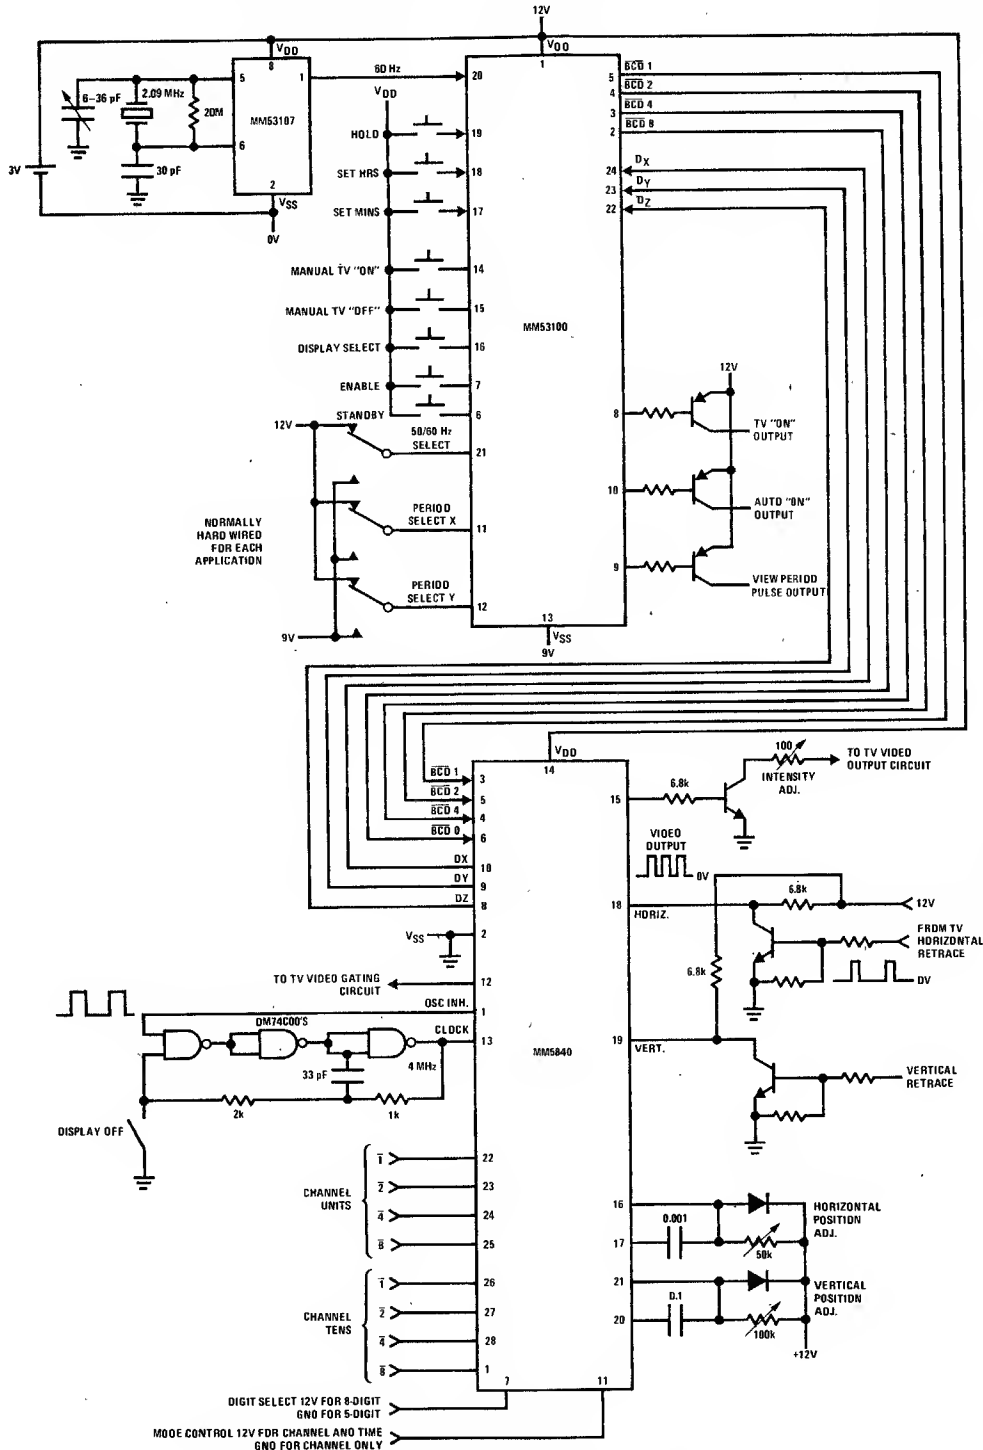 12V
VDD
8
VDD
1
5
1
60 Hz
20
5
BCD 1
4
BCD 2
3
BCD 4
2
BCD 8
6–36 pF
2.09 MHz
20M
MM53107
6
30 pF
3V
2
VSS
0V
VDD
HOLD
19
SET HRS
18
SET MINS
17
24
DX
23
DY
22
DZ
MANUAL TV "ON"
14
MANUAL TV "OFF"
15
MM53100
DISPLAY SELECT
16
ENABLE
7
STANDBY
6
12V
50/60 Hz
SELECT
21
8
12V
TV "ON"
OUTPUT
10
AUTO "ON"
OUTPUT
NORMALLY
HARD WIRED
FOR EACH
APPLICATION
PERIOD
SELECT X
11
9
VIEW PERIOD
PULSE OUTPUT
PERIOD
SELECT Y
12
9V
13
VSS
9V
14
VDD
BCD 1
3
BCD 2
5
BCD 4
4
BCD 0
6
DX
10
DY
9
DZ
8
VSS
2
15
6.8k
100
INTENSITY
ADJ.
TO TV VIDEO
OUTPUT CIRCUIT
VIDEO
OUTPUT
0V
18
HORIZ.
6.8k
12V
FROM TV
HORIZONTAL
RETRACE
0V
6.8k
TO TV VIDEO GATING
CIRCUIT
12
OSC INH.
1
DM74C00'S
CLOCK
13
4 MHz
33 pF
2k
1k
DISPLAY OFF
MM5840
19
VERT.
VERTICAL
RETRACE
CHANNEL
UNITS
1
22
2
23
4
24
8
25
CHANNEL
TENS
1
26
2
27
4
28
8
1
16
17
0.001
50k
HORIZONTAL
POSITION
ADJ.
21
20
0.1
100k
VERTICAL
POSITION
ADJ.
+12V
7
11
DIGIT SELECT 12V FOR 8-DIGIT
GND FOR 5-DIGIT
MODE CONTROL 12V FOR CHANNEL AND TIME
GND FOR CHANNEL ONLY